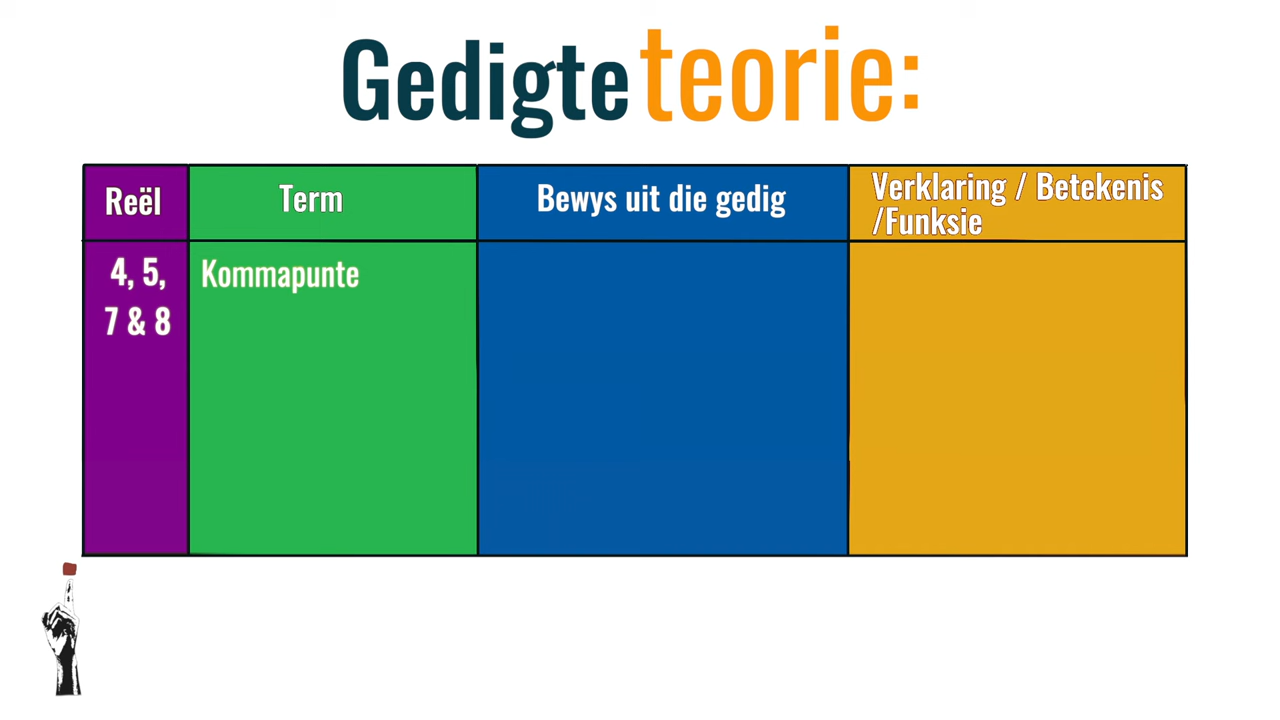 Gedigte teorie:
Reël
Term
Bewys uit die gedig
Verklaring / Betekenis
/Funksie
4, 5,
7 & 8
Kommapunte